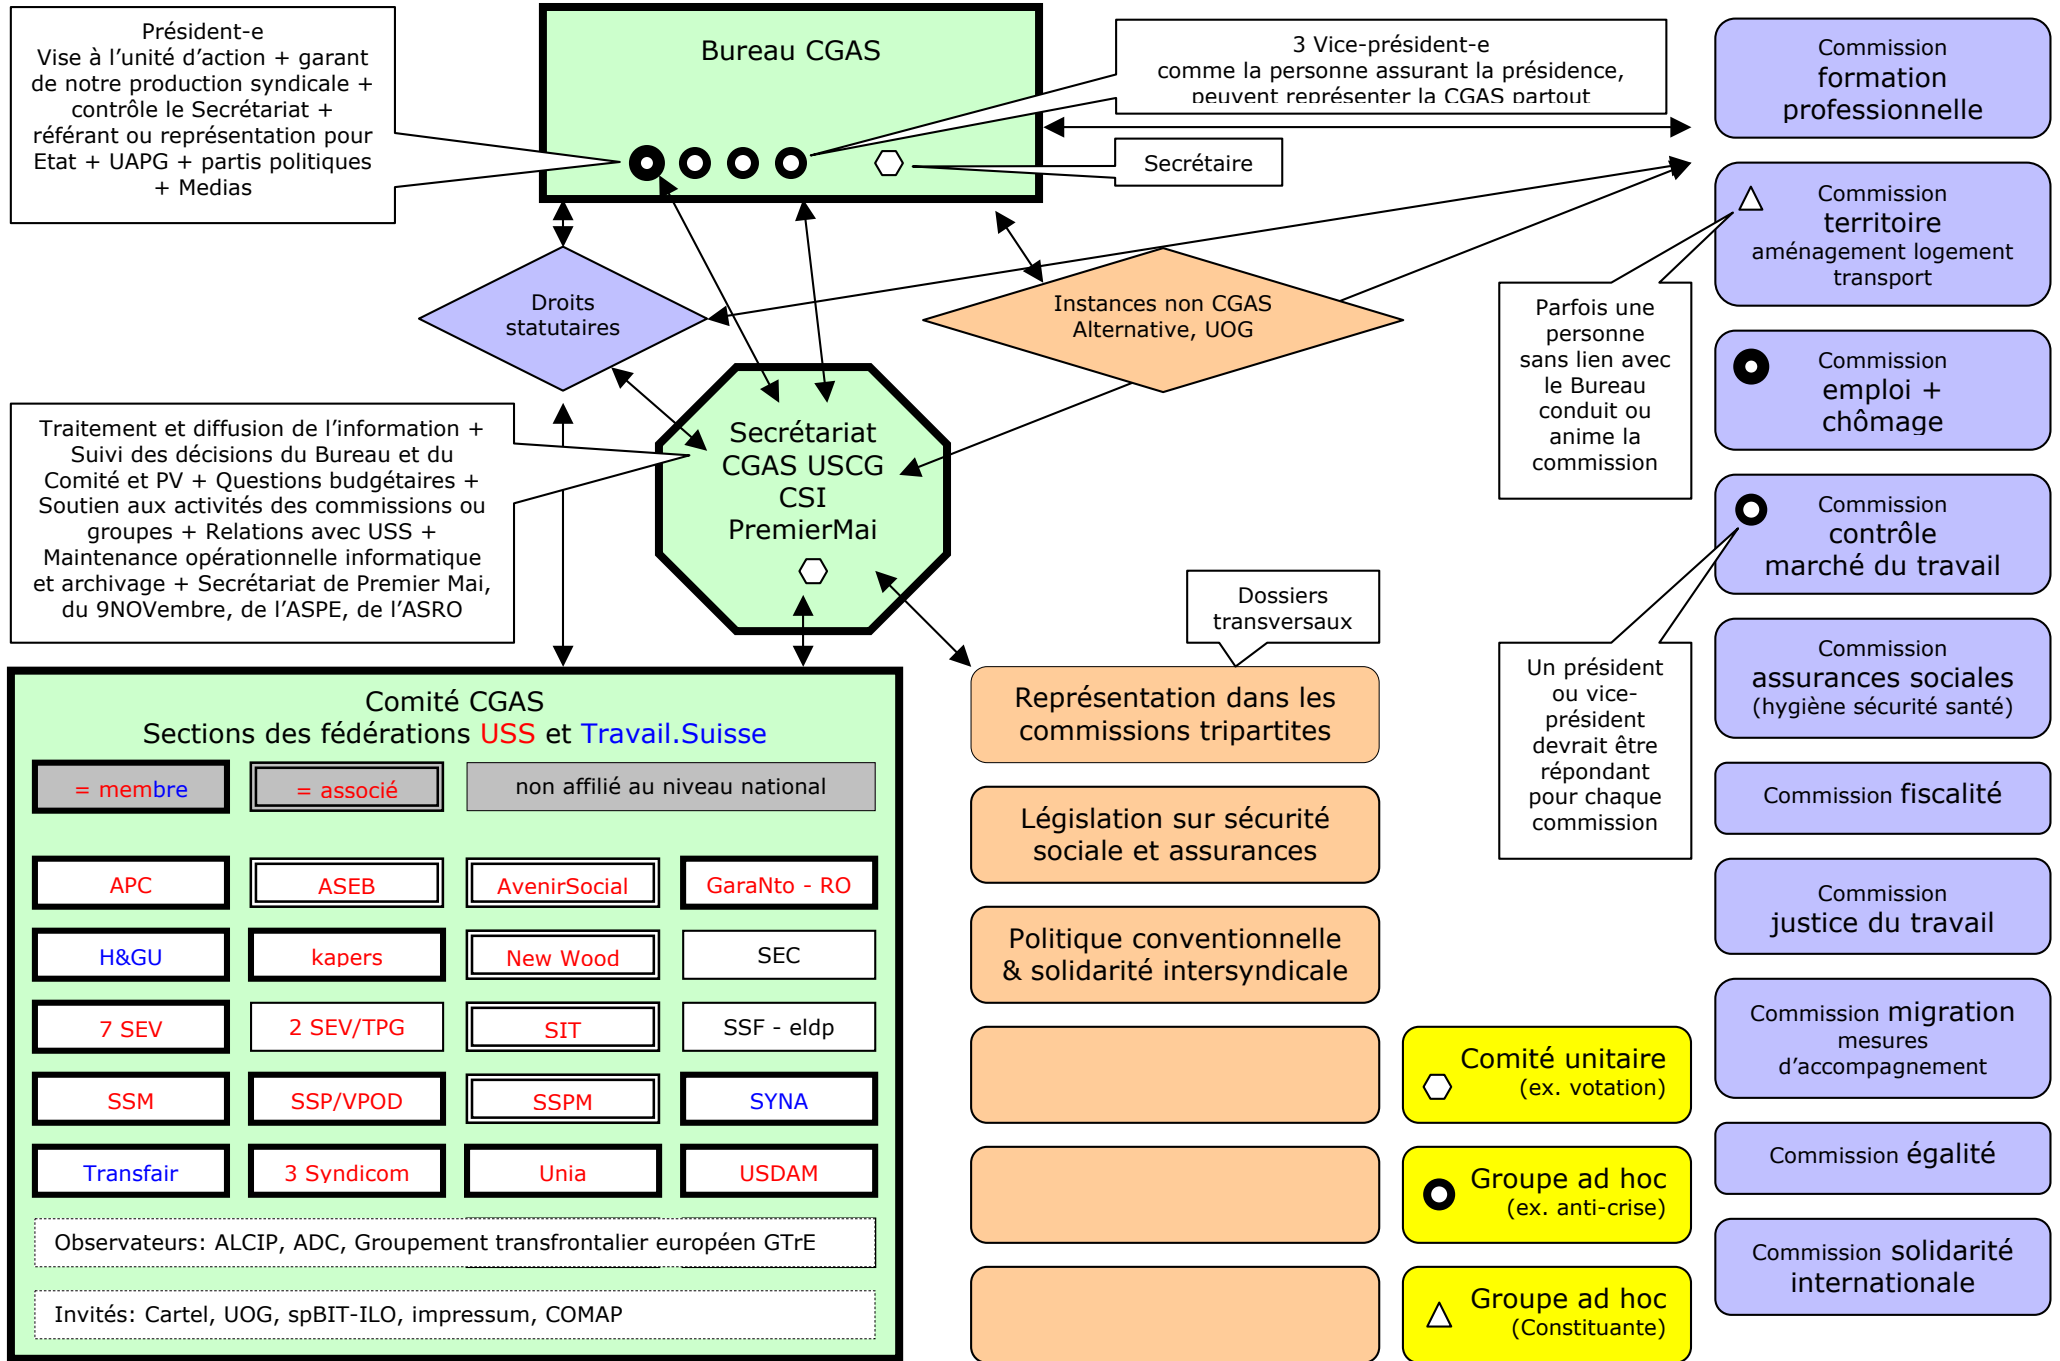 Président-e
Vise à l’unité d’action + garant
de notre production syndicale +
contrôle le Secrétariat +
référant ou représentation pour
Etat + UAPG + partis politiques
+ Medias
Bureau CGAS
3 Vice-président-e
comme la personne assurant la présidence,
peuvent représenter la CGAS partout
Secrétaire
Droits
statutaires
Instances non CGAS
Alternative, UOG
Traitement et diffusion de l’information +
Suivi des décisions du Bureau et du
Comité et PV + Questions budgétaires +
Soutien aux activités des commissions ou
groupes + Relations avec USS +
Maintenance opérationnelle informatique
et archivage + Secrétariat de Premier Mai,
du 9NOVembre, de l’ASPE, de l’ASRO
Secrétariat
CGAS USCG
CSI
PremierMai
Comité CGAS
Sections des fédérations USS et Travail.Suisse
= membre
= associé
non affilié au niveau national
APC
ASEB
AvenirSocial
GaraNto - RO
H&GU
kapers
New Wood
SEC
7 SEV
2 SEV/TPG
SIT
SSF - eldp
SSM
SSP/VPOD
SSPM
SYNA
Transfair
3 Syndicom
Unia
USDAM
Observateurs: ALCIP, ADC, Groupement transfrontalier européen GTrE
Invités: Cartel, UOG, spBIT-ILO, impressum, COMAP
Dossiers
transversaux
Représentation dans les
commissions tripartites
Législation sur sécurité
sociale et assurances
Politique conventionnelle
& solidarité intersyndicale
Comité unitaire
(ex. votation)
Groupe ad hoc
(ex. anti-crise)
Groupe ad hoc
(Constituante)
Parfois une
personne
sans lien avec
le Bureau
conduit ou
anime la
commission
Un président
ou vice-
président
devrait être
répondant
pour chaque
commission
Commission
formation
professionnelle
Commission
territoire
aménagement logement
transport
Commission
emploi +
chômage
Commission
contrôle
marché du travail
Commission
assurances sociales
(hygiène sécurité santé)
Commission fiscalité
Commission
justice du travail
Commission migration
mesures
d’accompagnement
Commission égalité
Commission solidarité
internationale